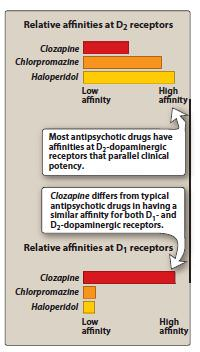 Relative affinities at D2 receptors
Clozapine
Chlorpromazine
Haloperidol
Low
affinity
High
affinity
Most antipsychotic drugs have
affinities at D2-dopaminergic
receptors that parallel clinical
potency.
Clozapine differs from typical
antipsychotic drugs in having a
similar affinity for both D1- and
D2-dopaminergic receptors.
Relative affinities at D1 receptors
Clozapine
Chlorpromazine
Haloperidol
Low
affinity
High
affinity